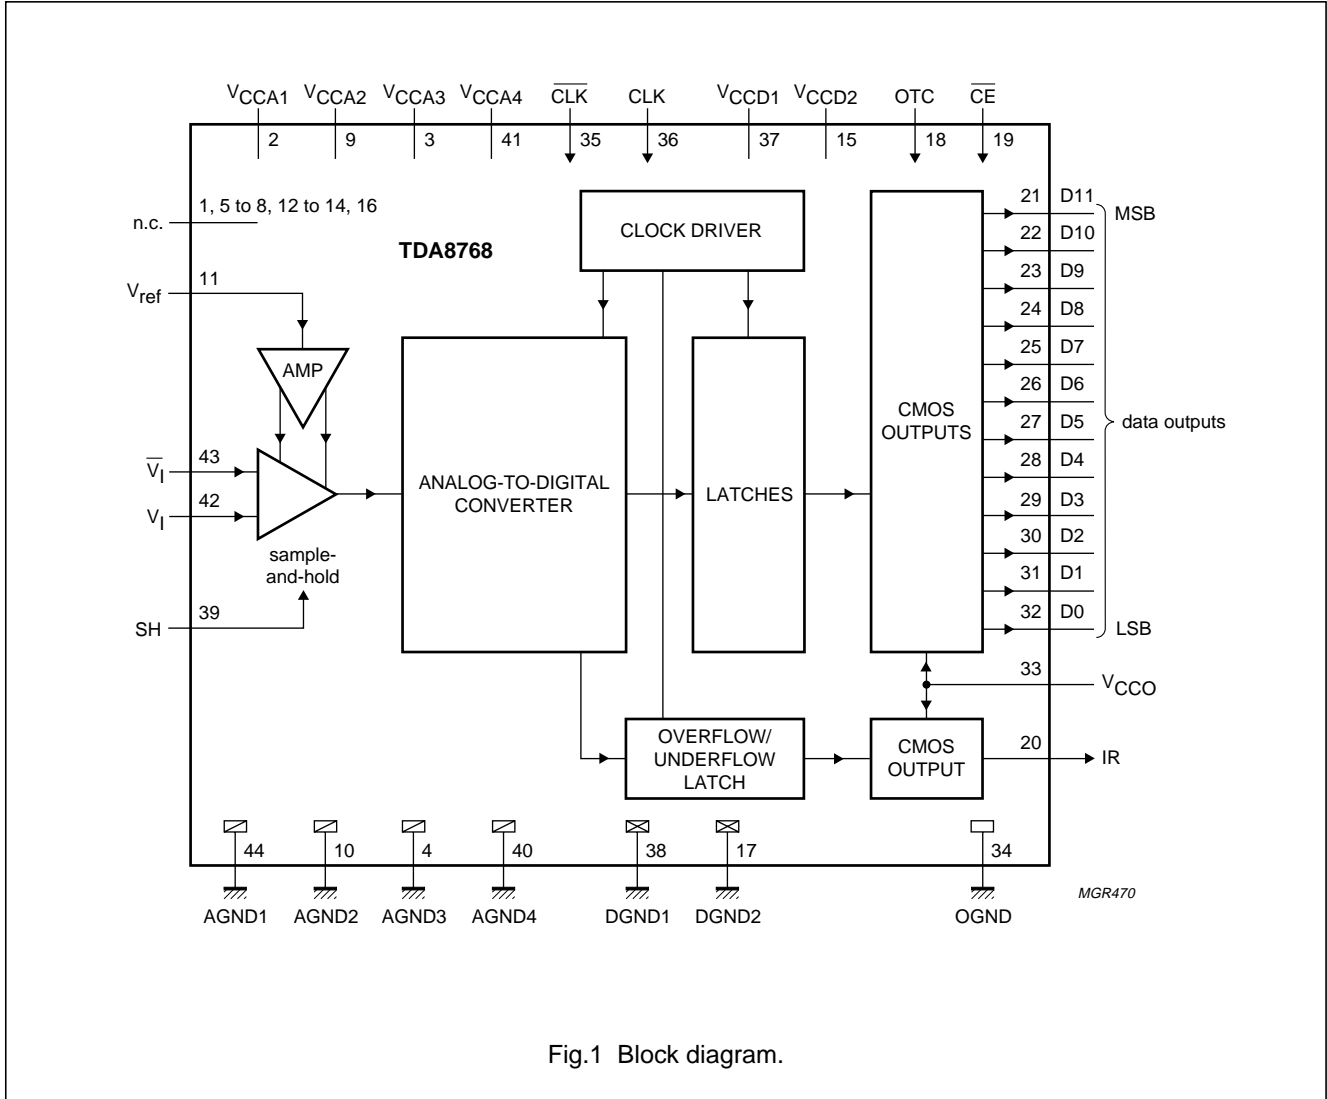 VCCA1 VCCA2 VCCA3 VCCA4 C̅L̅K̅ CLK VCCD1 VCCD2 OTC C̅E̅
2 9 3 41 35 36 37 15 18 19
n.c. 1, 5 to 8, 12 to 14, 16
TDA8768
CLOCK DRIVER
21 D11 MSB
22 D10
23 D9
24 D8
25 D7
26 D6
27 D5
28 D4
29 D3
30 D2
31 D1
32 D0 LSB
data outputs
Vref 11
AMP
V̅I 43
VI 42
sample-
and-hold
SH 39
ANALOG-TO-DIGITAL
CONVERTER
LATCHES
CMOS
OUTPUTS
33 VCCO
OVERFLOW/
UNDERFLOW
LATCH
CMOS
OUTPUT
20 IR
44 10 4 40 38 17 34
AGND1 AGND2 AGND3 AGND4 DGND1 DGND2 OGND
MGR470
Fig.1 Block diagram.